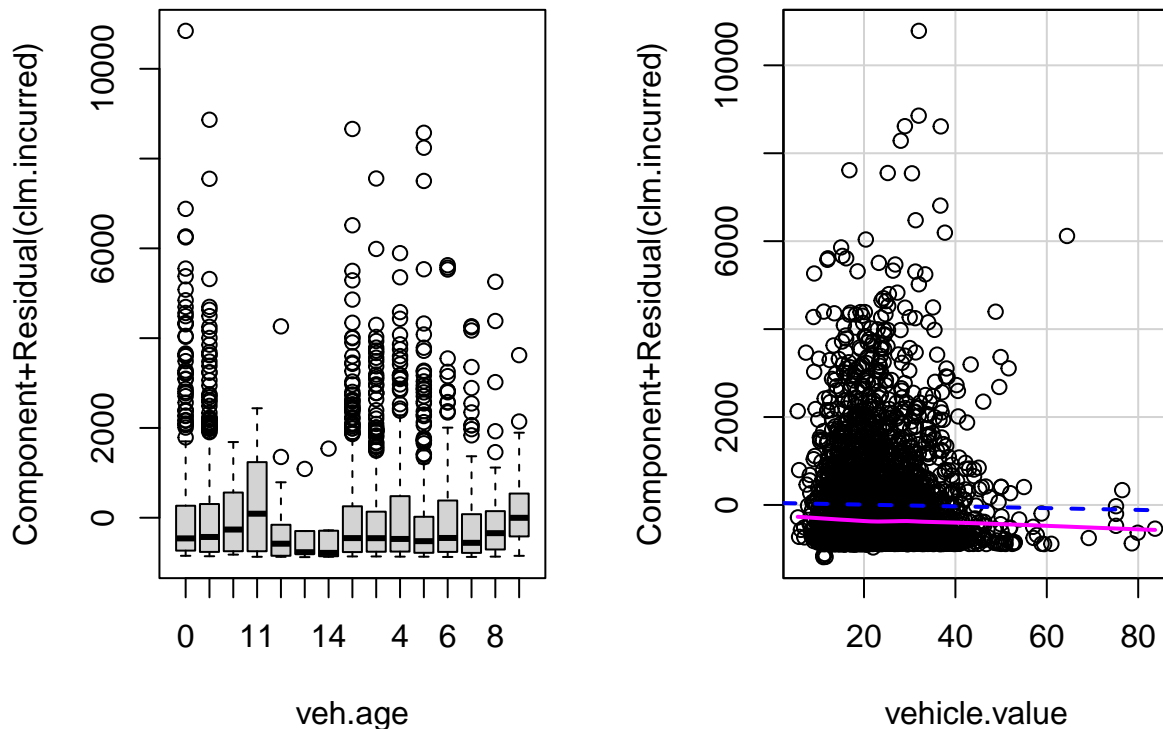 Component+Residual(clm.incurred)
10000
6000
2000
0
0 11 14 4 6 8
veh.age
Component+Residual(clm.incurred)
10000
6000
2000
0
20 40 60 80
vehicle.value